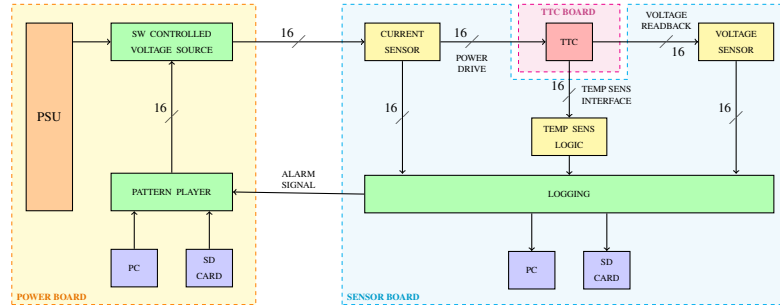 TTC BOARD
SW CONTROLLED
VOLTAGE SOURCE
16
CURRENT
SENSOR
16
POWER
DRIVE
TTC
VOLTAGE
READBACK
16
VOLTAGE
SENSOR
PSU
16
16
16
TEMP SENS
INTERFACE
16
TEMP SENS
LOGIC
PATTERN PLAYER
ALARM
SIGNAL
LOGGING
PC
SD
CARD
PC
SD
CARD
POWER BOARD
SENSOR BOARD